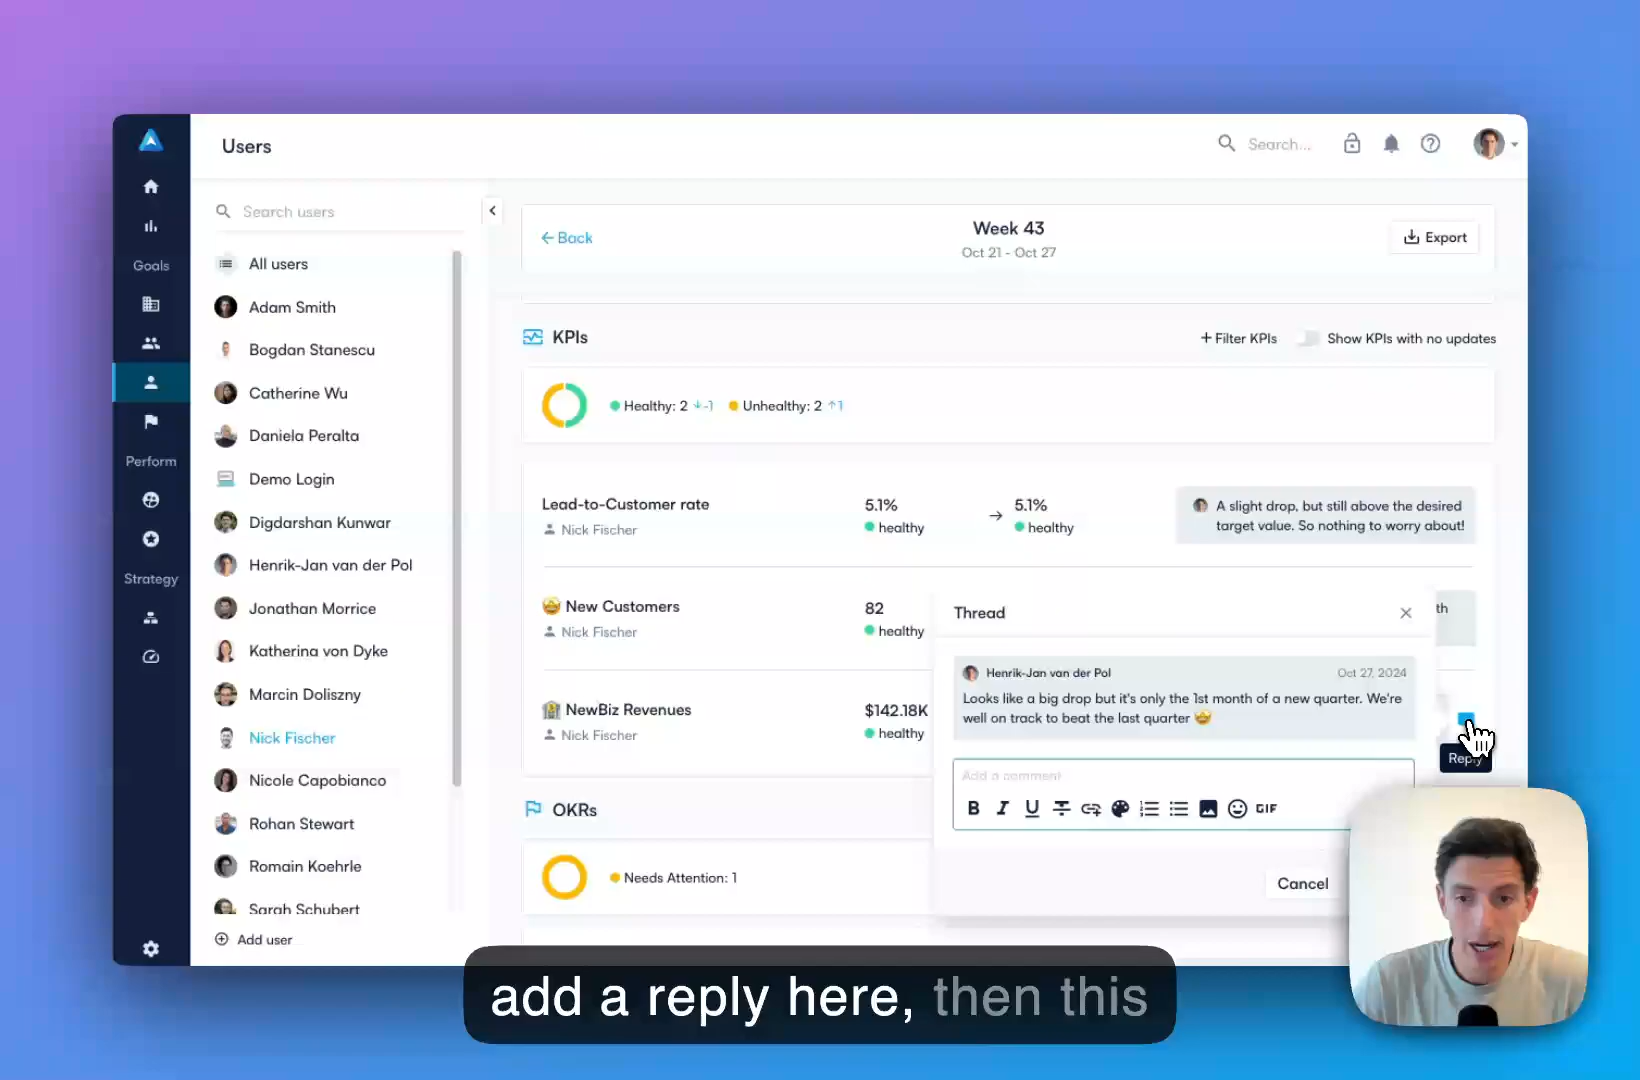 Users
Search...
Search users
Back
Week 43
Oct 21 - Oct 27
Export
Goals
Perform
Strategy
All users
Adam Smith
Bogdan Stanescu
Catherine Wu
Daniela Peralta
Demo Login
Digdarshan Kunwar
Henrik-Jan van der Pol
Jonathan Morrice
Katherina von Dyke
Marcin Doliszny
Nick Fischer
Nicole Capobianco
Rohan Stewart
Romain Koehrle
Sarah Schubert
Add user
KPIs
+ Filter KPIs
Show KPIs with no updates
Healthy: 2 ↓-1 Unhealthy: 2 ↑1
Lead-to-Customer rate
Nick Fischer
5.1%
healthy
→
5.1%
healthy
A slight drop, but still above the desired
target value. So nothing to worry about!
🤩 New Customers
Nick Fischer
82
healthy
th
NewBiz Revenues
Nick Fischer
$142.18K
healthy
Thread
Henrik-Jan van der Pol
Oct 27, 2024
Looks like a big drop but it's only the 1st month of a new quarter. We're
well on track to beat the last quarter 🤩
Add a comment
B I U GIF
Cancel
Reply
OKRs
Needs Attention: 1
add a reply here, then this